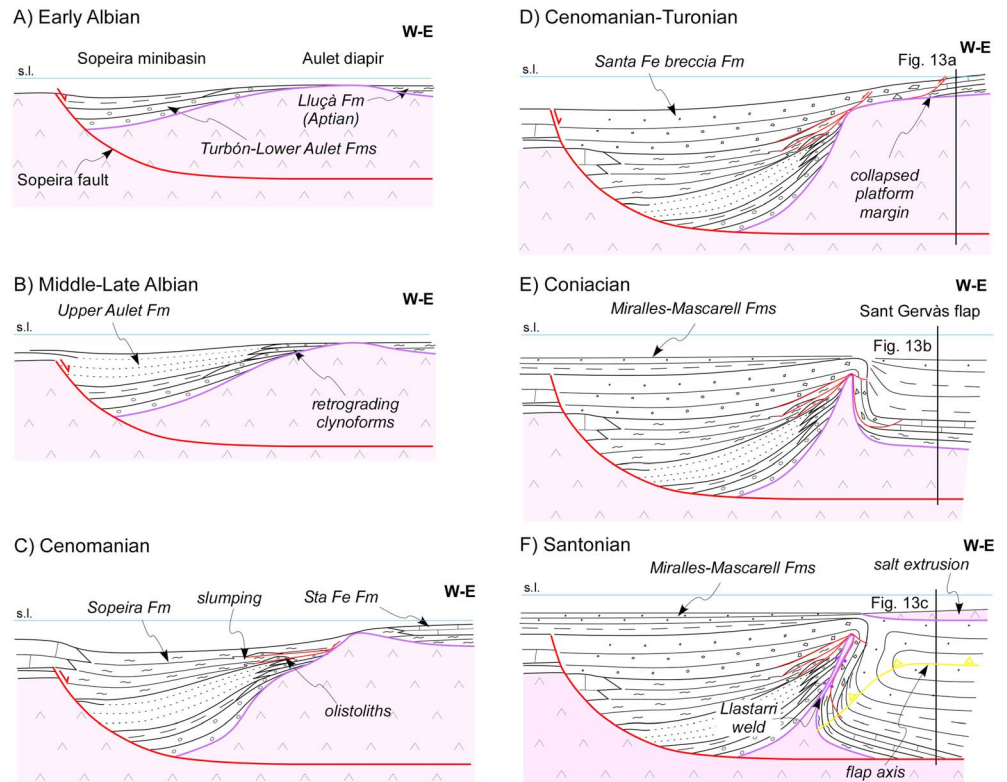 A) Early Albian
W-E
s.l.
Sopeira minibasin
Aulet diapir
Lluçà Fm
(Aptian)
Turbón-Lower Aulet Fms
Sopeira fault
B) Middle-Late Albian
W-E
Upper Aulet Fm
s.l.
retrograding
clynoforms
C) Cenomanian
W-E
s.l.
Sopeira Fm
slumping
Sta Fe Fm
olistoliths
D) Cenomanian-Turonian
W-E
Santa Fe breccia Fm
Fig. 13a
s.l.
collapsed
platform
margin
E) Coniacian
W-E
Miralles-Mascarell Fms
Sant Gervàs flap
s.l.
Fig. 13b
F) Santonian
W-E
Miralles-Mascarell Fms
salt extrusion
s.l.
Fig. 13c
Llastarri
weld
flap axis